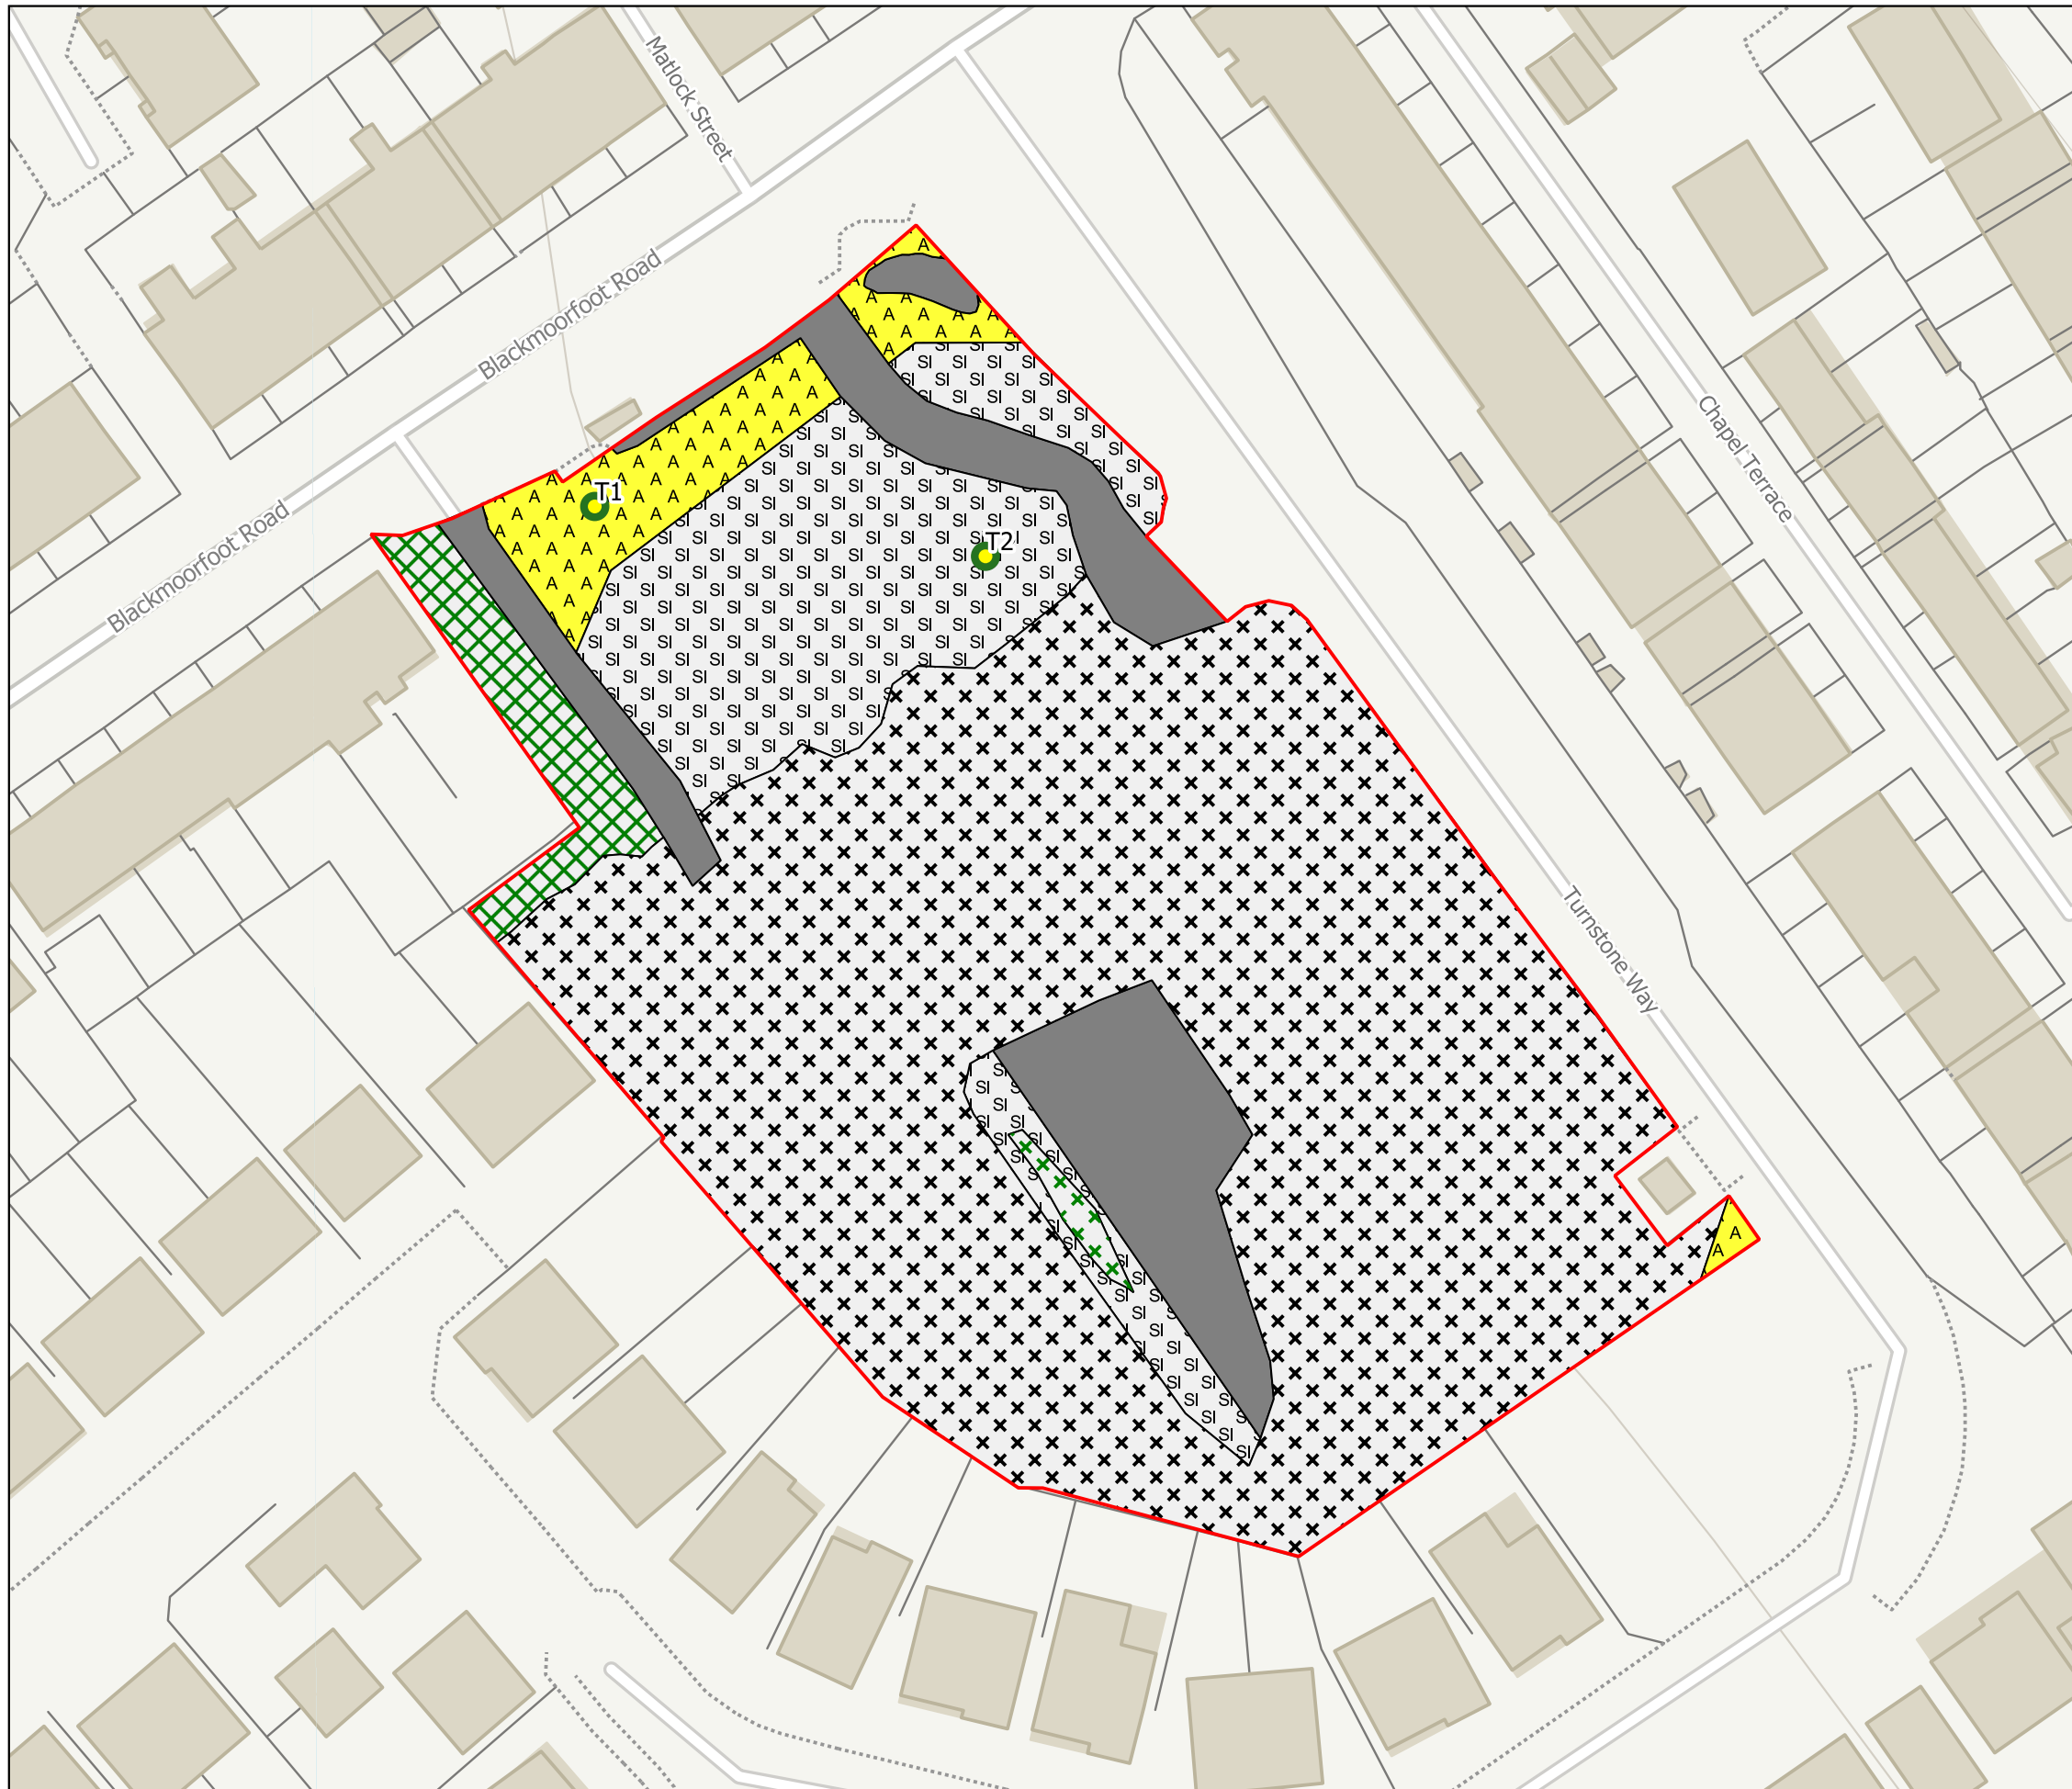 Matlock Street
Blackmoorfoot Road
Blackmoorfoot Road
Chapel Terrace
Turnstone Way
T1
T2